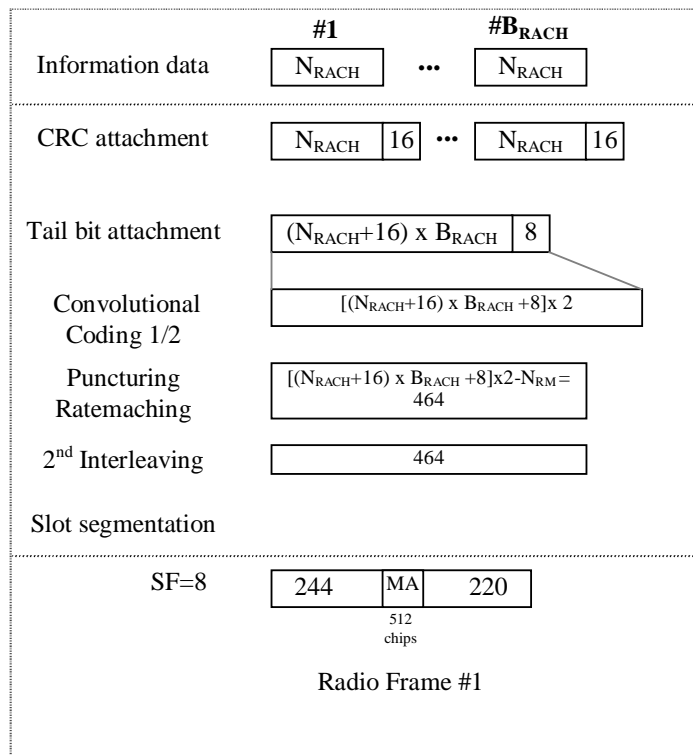 #1 #B_RACH
Information data N_RACH ... N_RACH
CRC attachment N_RACH 16 ... N_RACH 16
Tail bit attachment (N_RACH+16) x B_RACH 8
Convolutional
Coding 1/2
[(N_RACH+16) x B_RACH +8]x 2
Puncturing
Ratemaching
[(N_RACH+16) x B_RACH +8]x2-N_RM =
464
2nd Interleaving 464
Slot segmentation
SF=8 244 MA 220
512
chips
Radio Frame #1